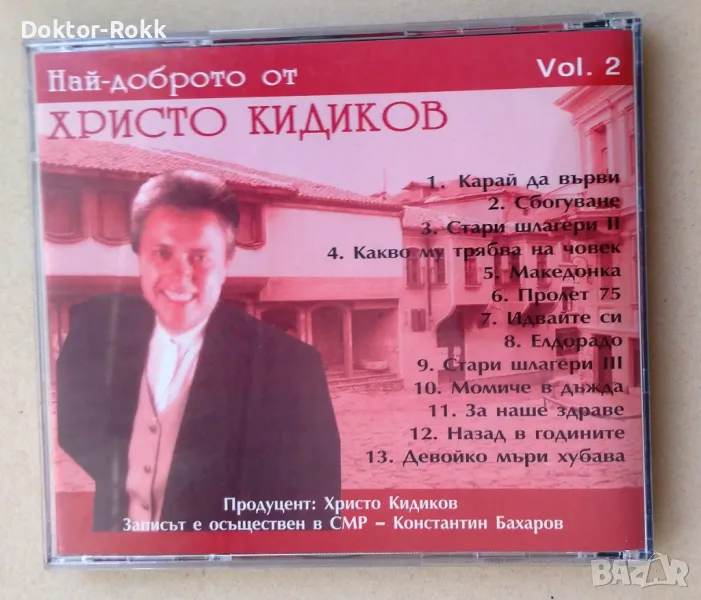 Doktor-Rokk
Най-доброто от
Vol. 2
ХРИСТО КИДИКОВ
1. Карай да върви
2. Сбогуване
3. Стари шлагери II
4. Какво му трябва на човек
5. Македонка
6. Пролет 75
7. Идвайте си
8. Елдорадо
9. Стари шлагери III
10. Момиче в дъжда
11. За наше здраве
12. Назад в годините
13. Девойко мъри хубава
Продуцент: Христо Кидиков
Записът е осъществен в СМР – Константин Бахаров
BAZAR